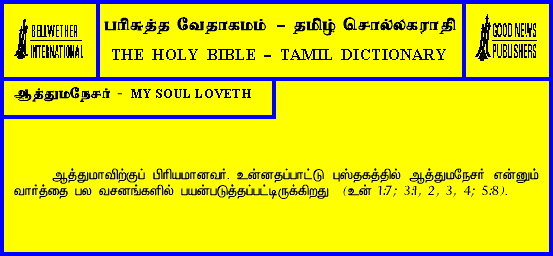 BELLWETHER
INTERNATIONAL
பரிசுத்த வேதாகமம் – தமிழ் சொல்லகராதி
THE HOLY BIBLE – TAMIL DICTIONARY
GOOD NEWS
PUBLISHERS
ஆத்துமநேசர் - MY SOUL LOVETH
ஆத்துமாவிற்குப் பிரியமானவர். உன்னதப்பாட்டு புஸ்தகத்தில் ஆத்துமநேசர் என்னும்
வார்த்தை பல வசனங்களில் பயன்படுத்தப்பட்டிருக்கிறது (உன் 1:7; 3:1, 2, 3, 4; 5:8).